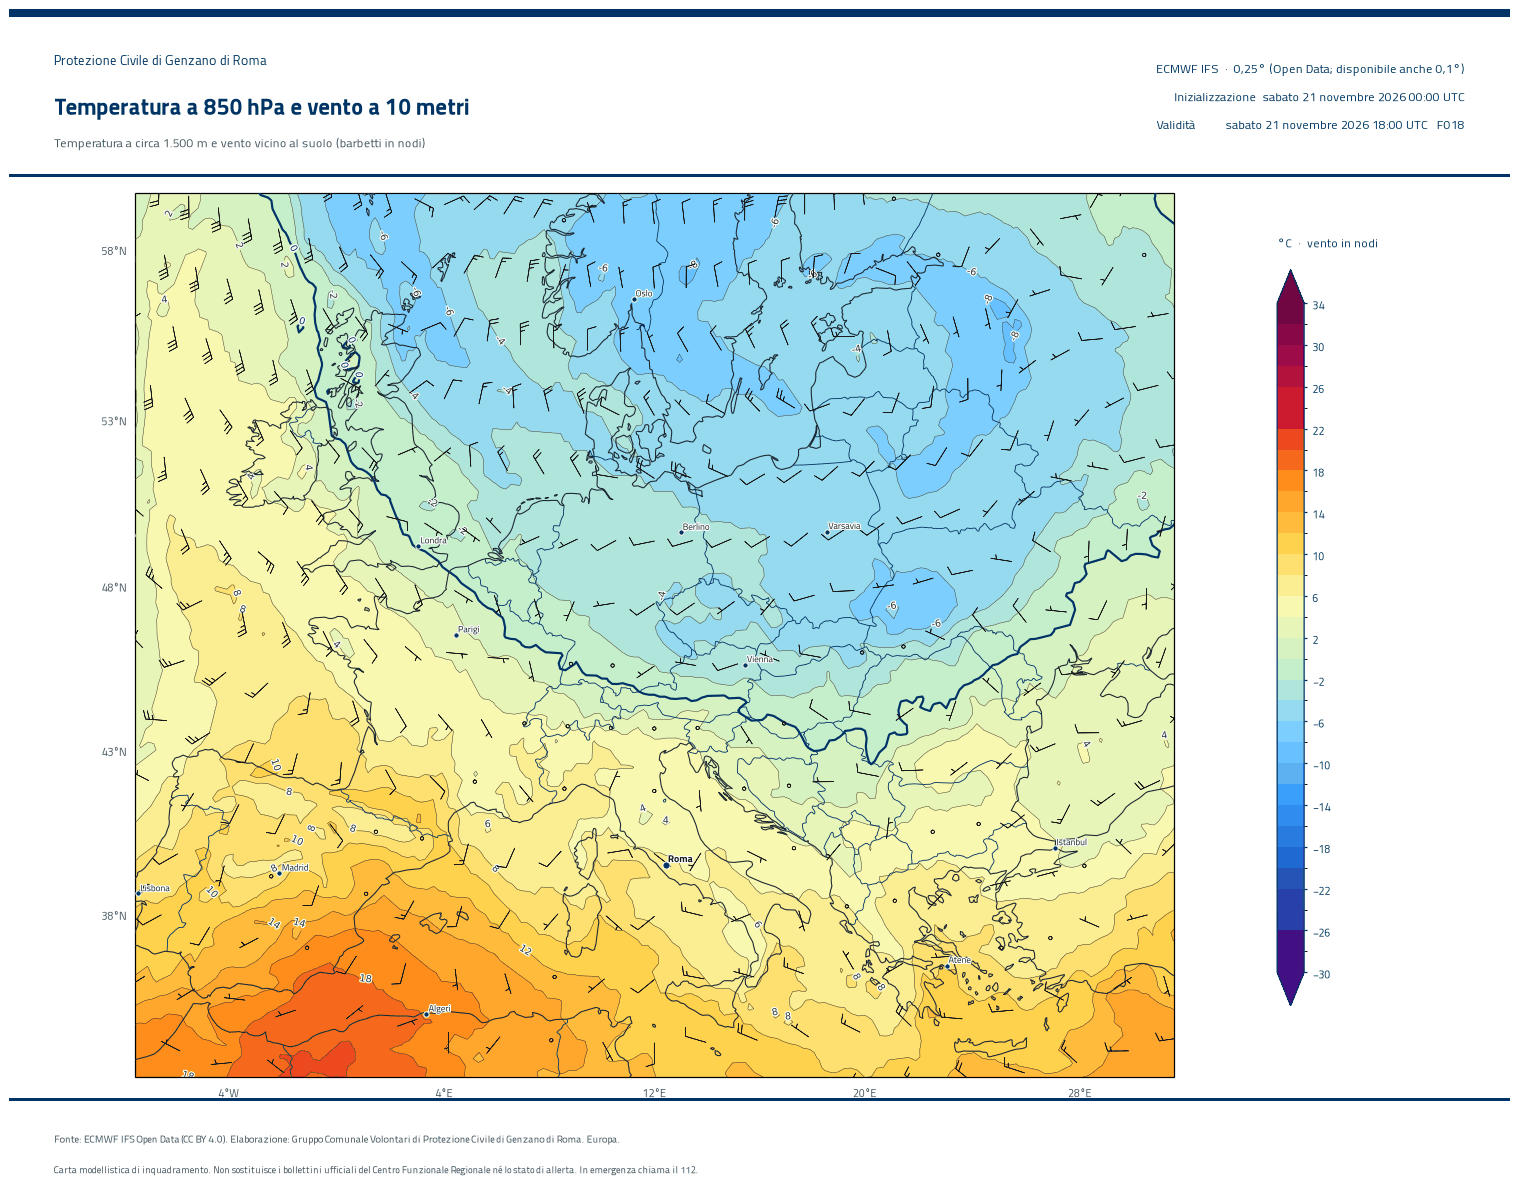 Protezione Civile di Genzano di Roma
Temperatura a 850 hPa e vento a 10 metri
Temperatura a circa 1.500 m e vento vicino al suolo (barbetti in nodi)
ECMWF IFS · 0,25° (Open Data; disponibile anche 0,1°)
Inizializzazione sabato 21 novembre 2026 00:00 UTC
Validità sabato 21 novembre 2026 18:00 UTC F018
°C · vento in nodi
34
30
26
22
18
14
10
6
2
−2
−6
−10
−14
−18
−22
−26
−30
58°N
53°N
48°N
43°N
38°N
4°W
4°E
12°E
20°E
28°E
Oslo
Berlino
Varsavia
Londra
Parigi
Vienna
Madrid
Lisbona
Roma
Istanbul
Atene
Algeri
Fonte: ECMWF IFS Open Data (CC BY 4.0). Elaborazione: Gruppo Comunale Volontari di Protezione Civile di Genzano di Roma. Europa.
Carta modellistica di inquadramento. Non sostituisce i bollettini ufficiali del Centro Funzionale Regionale né lo stato di allerta. In emergenza chiama il 112.